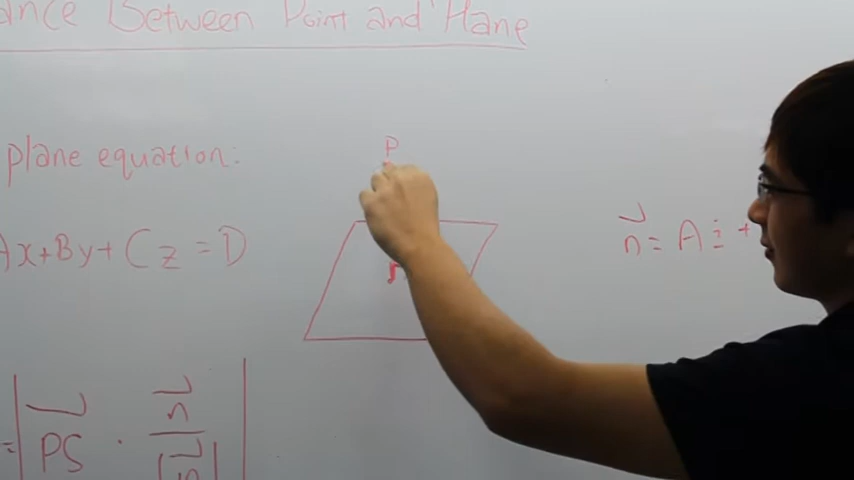 ance Between Point and Plane
plane equation:
Ax+By+Cz=D
P
n = A i +
= | PS · n / |n| |